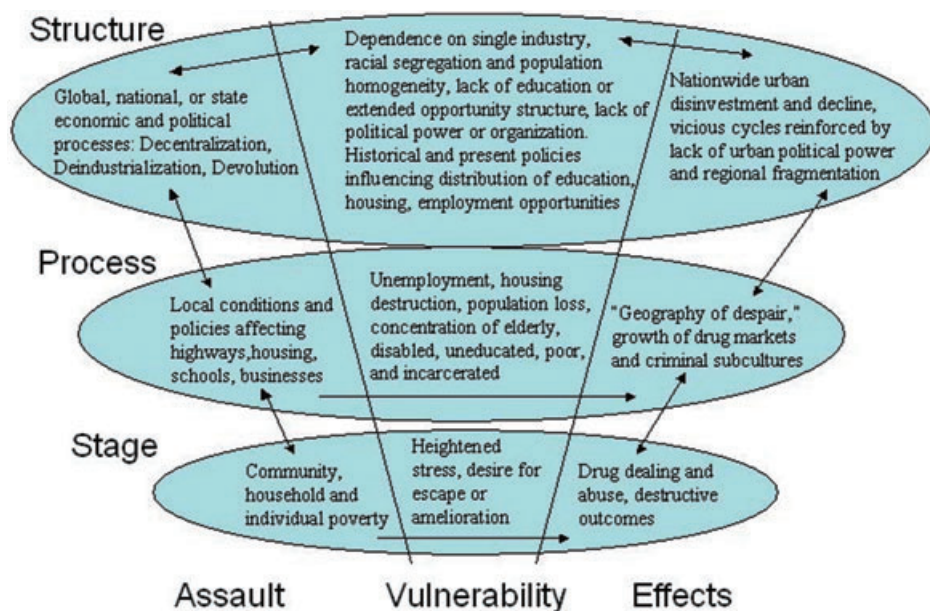 Structure
Global, national, or state
economic and political
processes: Decentralization,
Deindustrialization, Devolution
Dependence on single industry,
racial segregation and population
homogeneity, lack of education or
extended opportunity structure, lack of
political power or organization.
Historical and present policies
influencing distribution of education,
housing, employment opportunities
Nationwide urban
disinvestment and decline,
vicious cycles reinforced by
lack of urban political power
and regional fragmentation
Process
Local conditions and
policies affecting
highways,housing,
schools, businesses
Unemployment, housing
destruction, population loss,
concentration of elderly,
disabled, uneducated, poor,
and incarcerated
"Geography of despair,"
growth of drug markets
and criminal subcultures
Stage
Community,
household and
individual poverty
Heightened
stress, desire for
escape or
amelioration
Drug dealing and
abuse, destructive
outcomes
Assault
Vulnerability
Effects